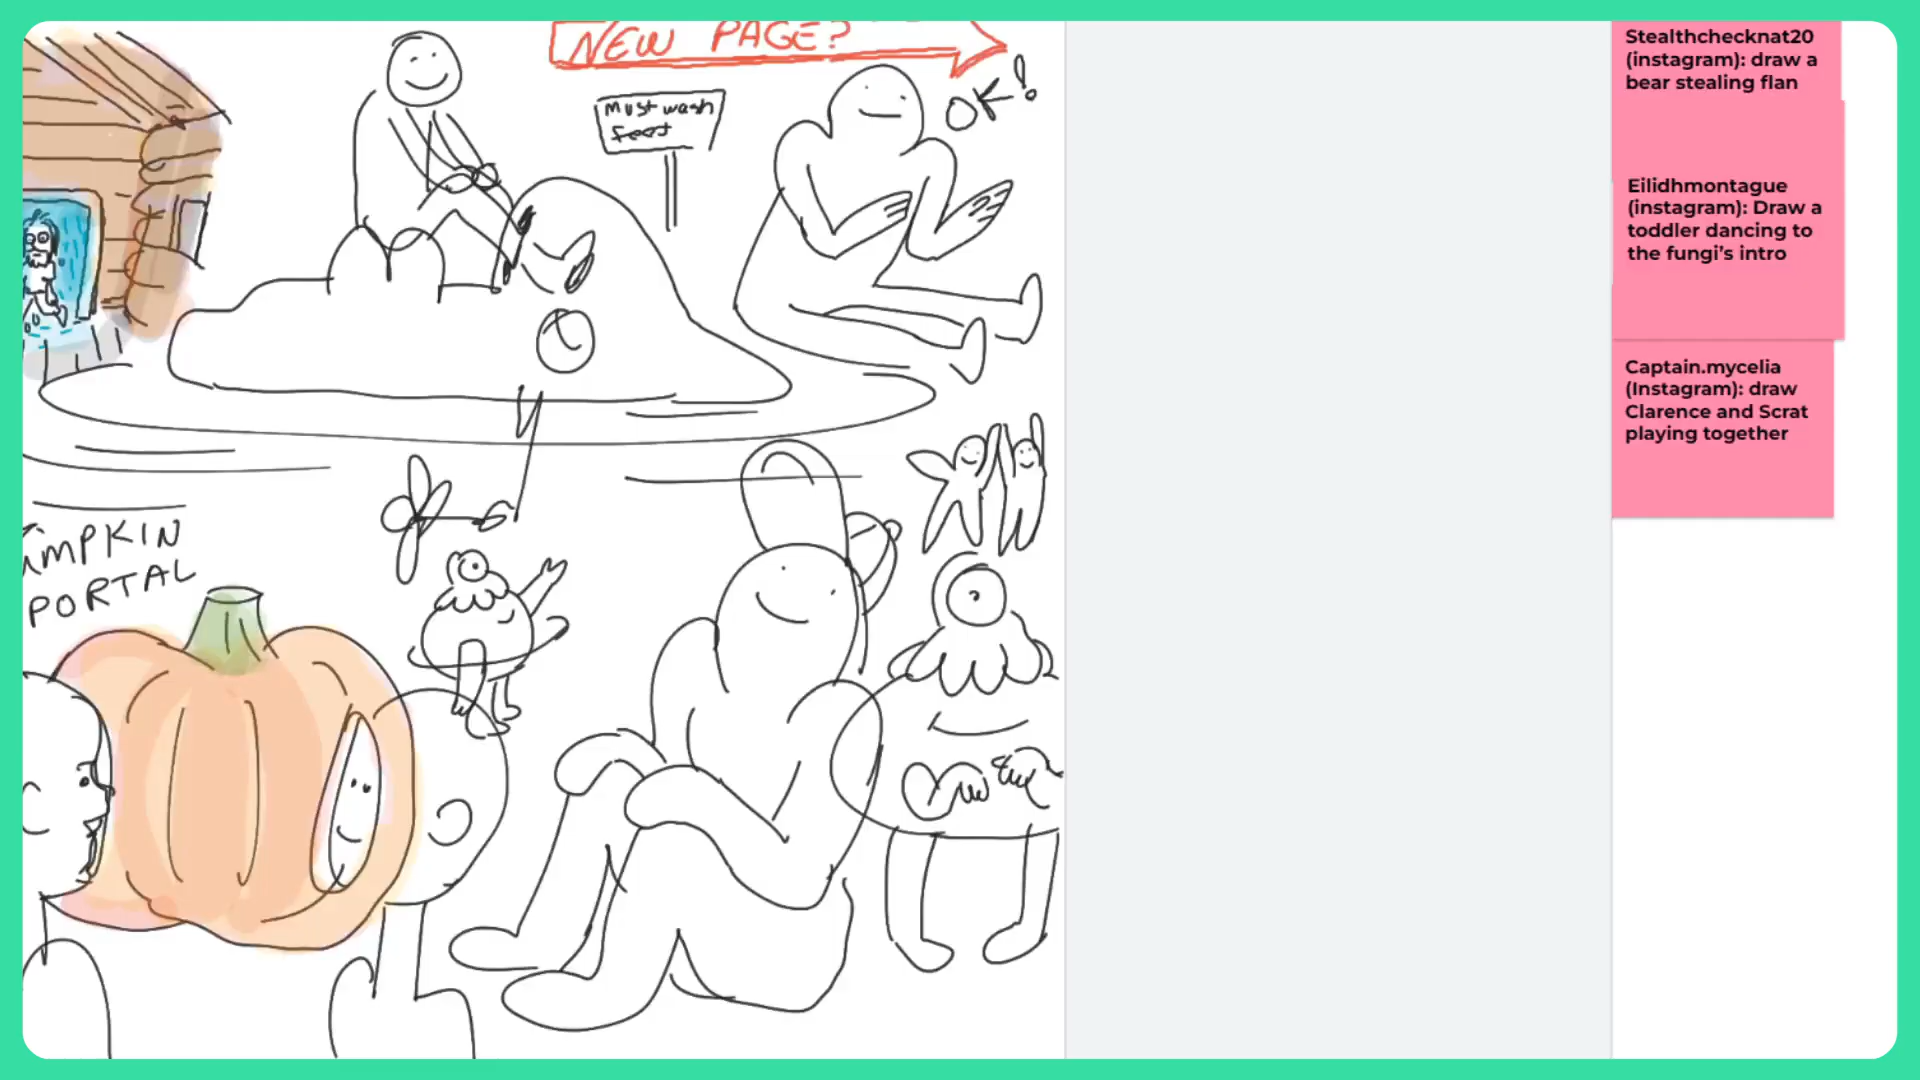 NEW PAGE?
Must wash
feet
OK!
PUMPKIN
PORTAL
Stealthchecknat20
(instagram): draw a
bear stealing flan
Eilidhmontague
(instagram): Draw a
toddler dancing to
the fungi's intro
Captain.mycelia
(Instagram): draw
Clarence and Scrat
playing together